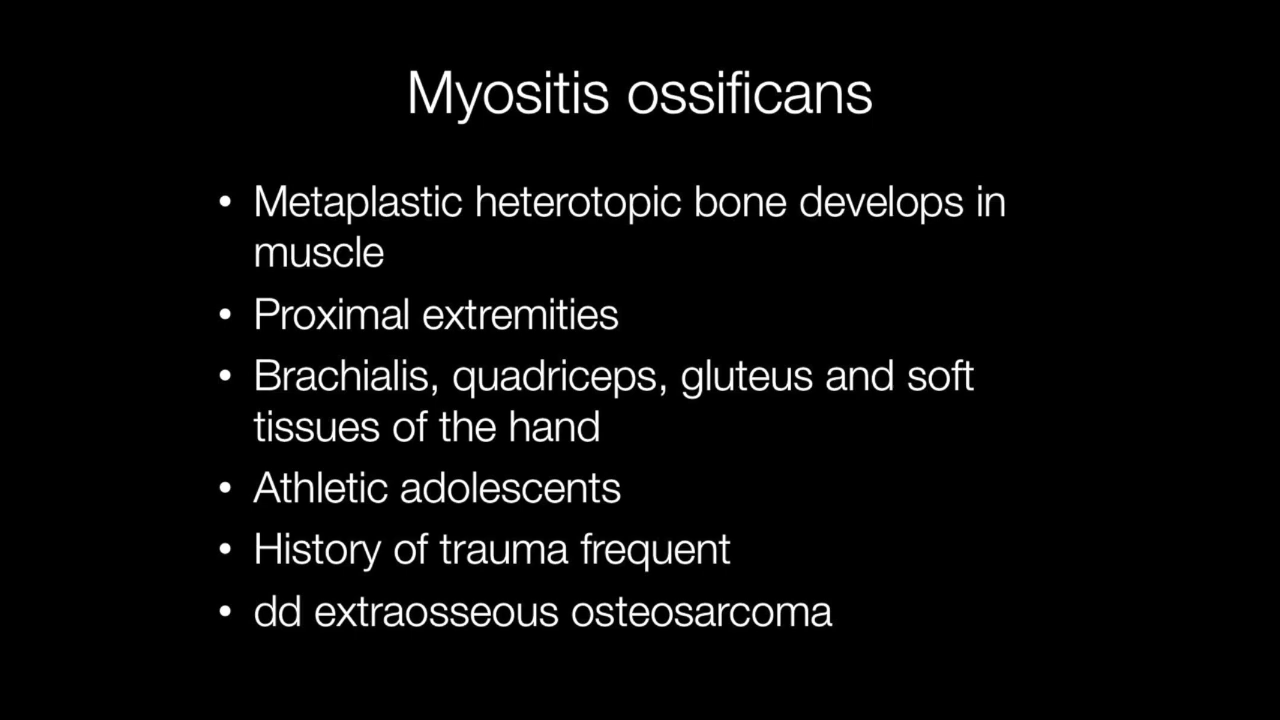 Myositis ossificans
• Metaplastic heterotopic bone develops in
muscle
• Proximal extremities
• Brachialis, quadriceps, gluteus and soft
tissues of the hand
• Athletic adolescents
• History of trauma frequent
• dd extraosseous osteosarcoma